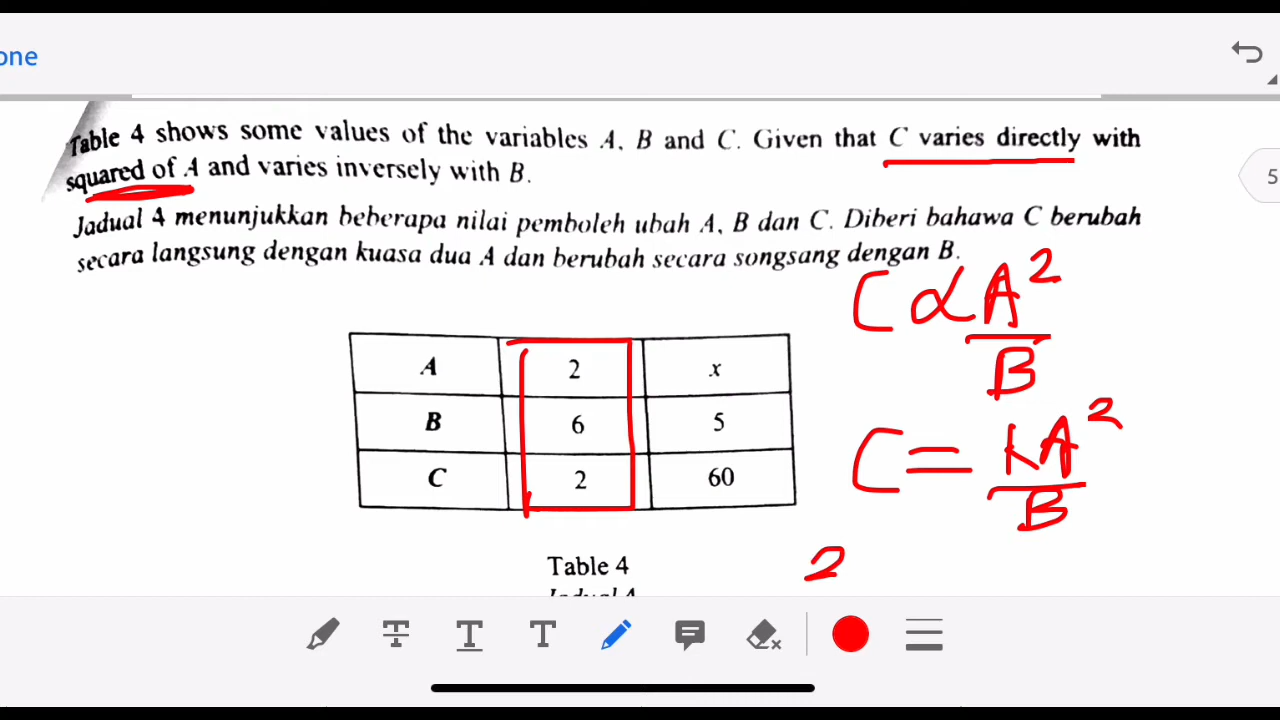 one
Table 4 shows some values of the variables A, B and C. Given that C varies directly with
squared of A and varies inversely with B.
Jadual 4 menunjukkan beberapa nilai pemboleh ubah A, B dan C. Diberi bahawa C berubah
secara langsung dengan kuasa dua A dan berubah secara songsang dengan B.
C ∝ A²/B
A 2 x
B 6 5
C 2 60
C = kA²/B
2
Table 4
Jadual 4
T T T
5